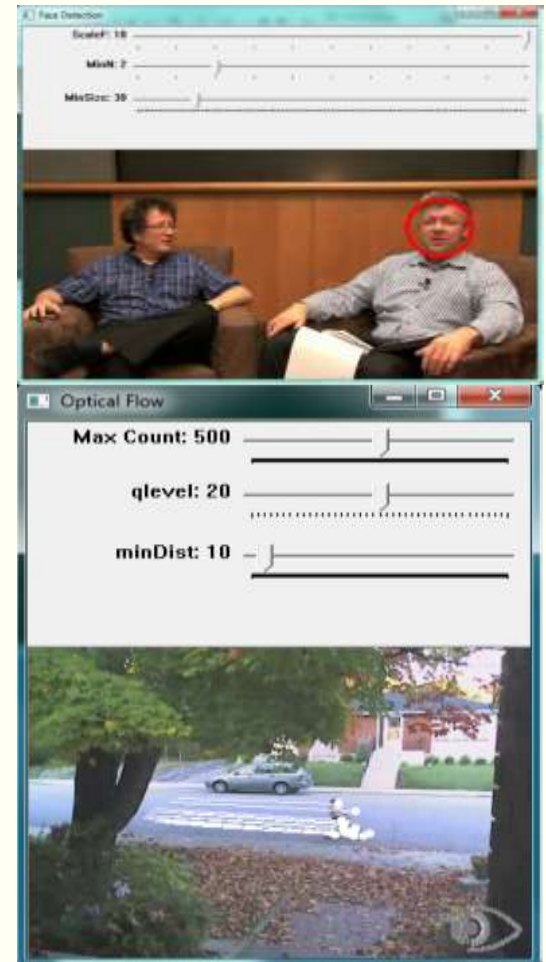 Face Detection
ScaleF: 10
MinN: 2
MinSize: 30
Optical Flow
Max Count: 500
qlevel: 20
minDist: 10